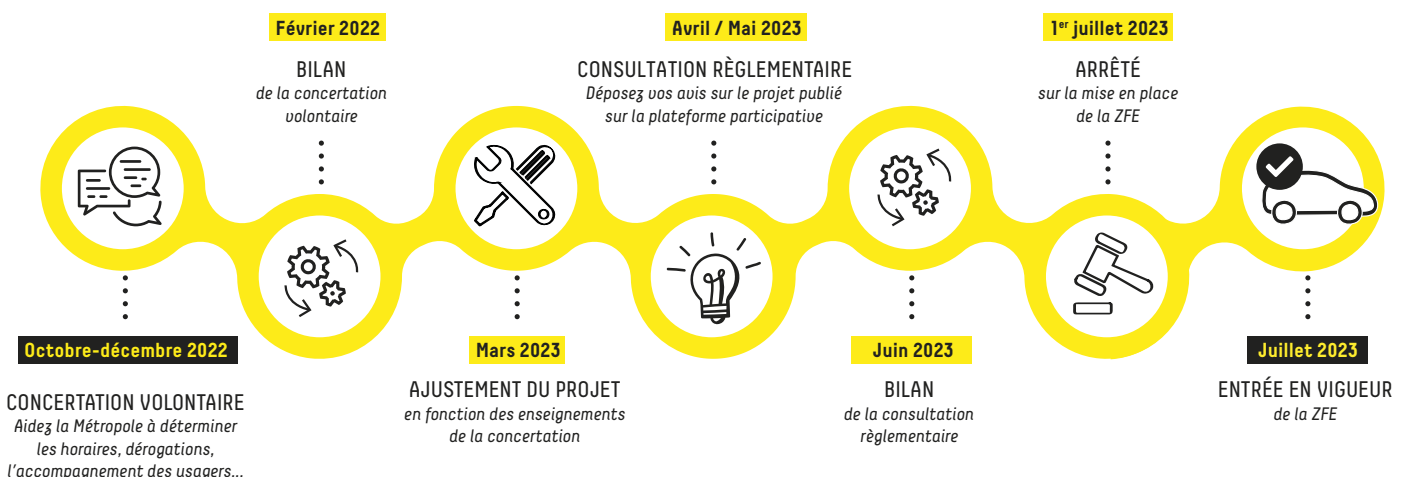 Octobre-décembre 2022
CONCERTATION VOLONTAIRE
Aidez la Métropole à déterminer
les horaires, dérogations,
l'accompagnement des usagers...
Février 2022
BILAN
de la concertation
volontaire
Mars 2023
AJUSTEMENT DU PROJET
en fonction des enseignements
de la concertation
Avril / Mai 2023
CONSULTATION RÈGLEMENTAIRE
Déposez vos avis sur le projet publié
sur la plateforme participative
Juin 2023
BILAN
de la consultation
règlementaire
1er juillet 2023
ARRÊTÉ
sur la mise en place
de la ZFE
Juillet 2023
ENTRÉE EN VIGUEUR
de la ZFE